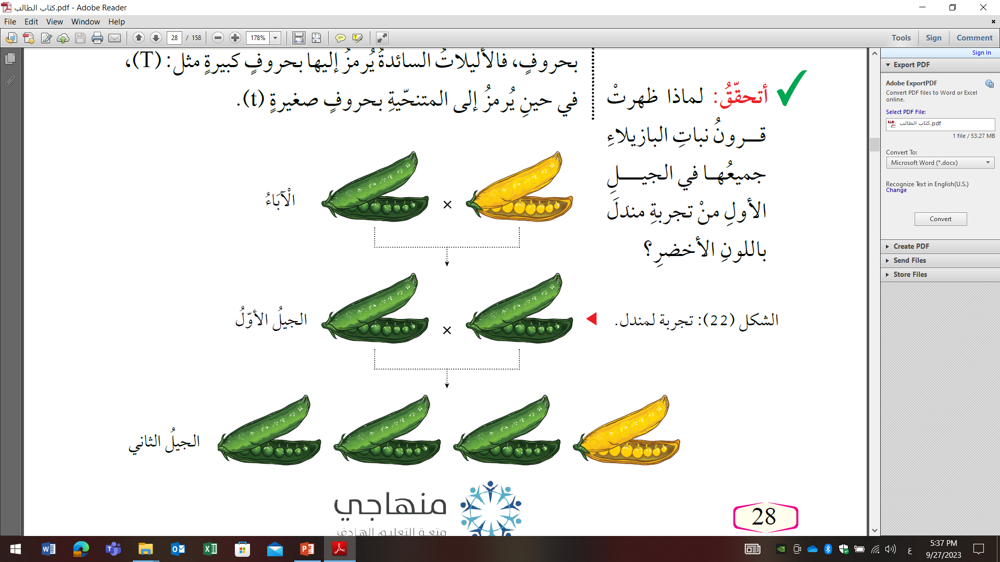 كتاب الطالب.pdf - Adobe Reader
File Edit View Window Help
28 / 158 178% Tools Sign Comment
Sign In
Export PDF
Adobe ExportPDF
Convert PDF files to Word or Excel online.
Select PDF File:
كتاب الطالب.pdf
1 file / 53.27 MB
Convert To:
Microsoft Word (*.docx)
Recognize Text in English(U.S.)
Change
Convert
Create PDF
Send Files
Store Files
بحروفٍ، فالأليلاتُ السائدةُ يُرمزُ إليها بحروفٍ كبيرةٍ مثل: (T)،
في حينِ يُرمزُ إلى المتنحّيةِ بحروفٍ صغيرةٍ (t).
أتحقّقُ: لماذا ظهرتْ
قرونُ نباتِ البازيلاءِ
جميعُها في الجيلِ
الأولِ منْ تجربةِ مندلَ
باللونِ الأخضرِ؟
الْآبَاءُ
×
الجيلُ الأوّلُ
×
الشكل (22): تجربة لمندل.
الجيلُ الثاني
منهاجي
متعة التعليم الهادف
28
ع
5:37 PM
9/27/2023